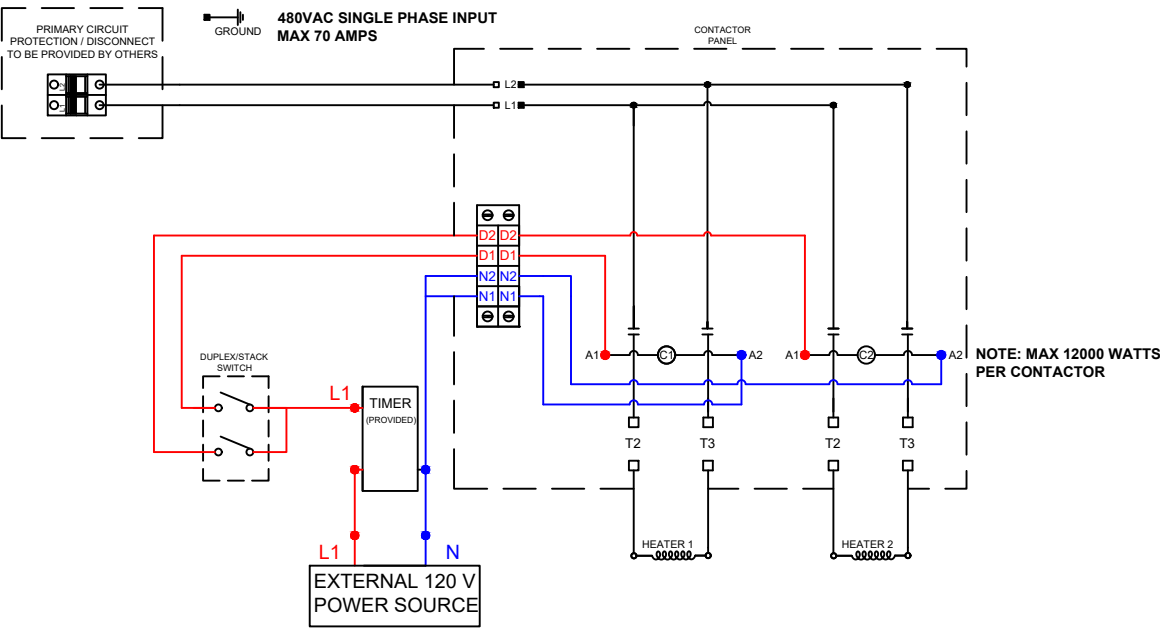 PRIMARY CIRCUIT
PROTECTION / DISCONNECT
TO BE PROVIDED BY OTHERS
L2
L1
GROUND
480VAC SINGLE PHASE INPUT
MAX 70 AMPS
CONTACTOR
PANEL
L2
L1
D2 D2
D1 D1
N2 N2
N1 N1
A1 C1 A2
A1 C2 A2
NOTE: MAX 12000 WATTS
PER CONTACTOR
DUPLEX/STACK
SWITCH
L1
TIMER
(PROVIDED)
T2 T3
T2 T3
HEATER 1
HEATER 2
L1 N
EXTERNAL 120 V
POWER SOURCE